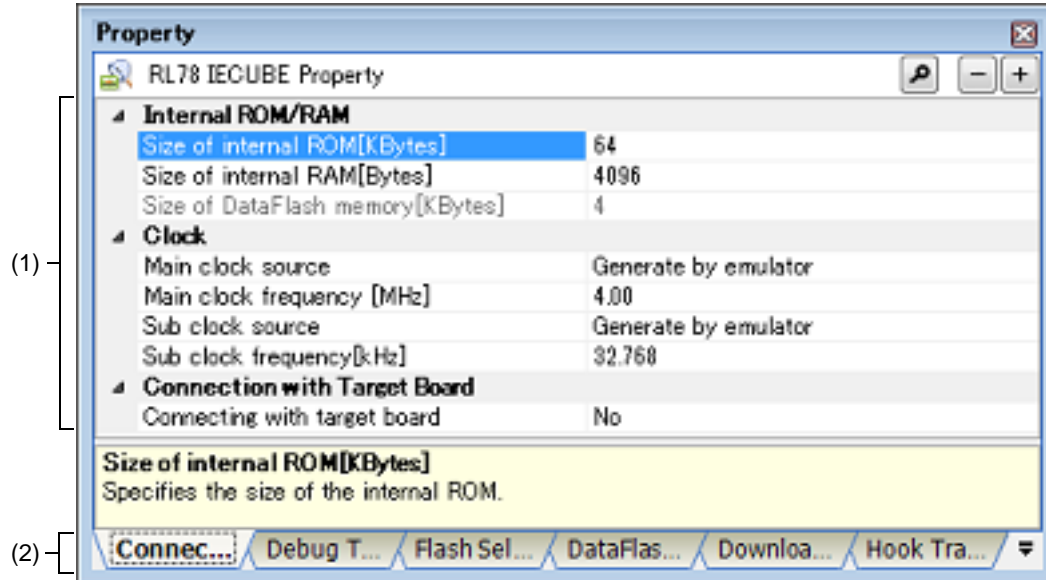 Property
RL78 IECUBE Property
Internal ROM/RAM
Size of internal ROM[KBytes] 64
Size of internal RAM[Bytes] 4096
Size of DataFlash memory[KBytes] 4
Clock
(1)
Main clock source Generate by emulator
Main clock frequency [MHz] 4.00
Sub clock source Generate by emulator
Sub clock frequency[kHz] 32.768
Connection with Target Board
Connecting with target board No
Size of internal ROM[KBytes]
Specifies the size of the internal ROM.
(2) Connec... Debug T... Flash Sel... DataFlas... Downloa... Hook Tra...